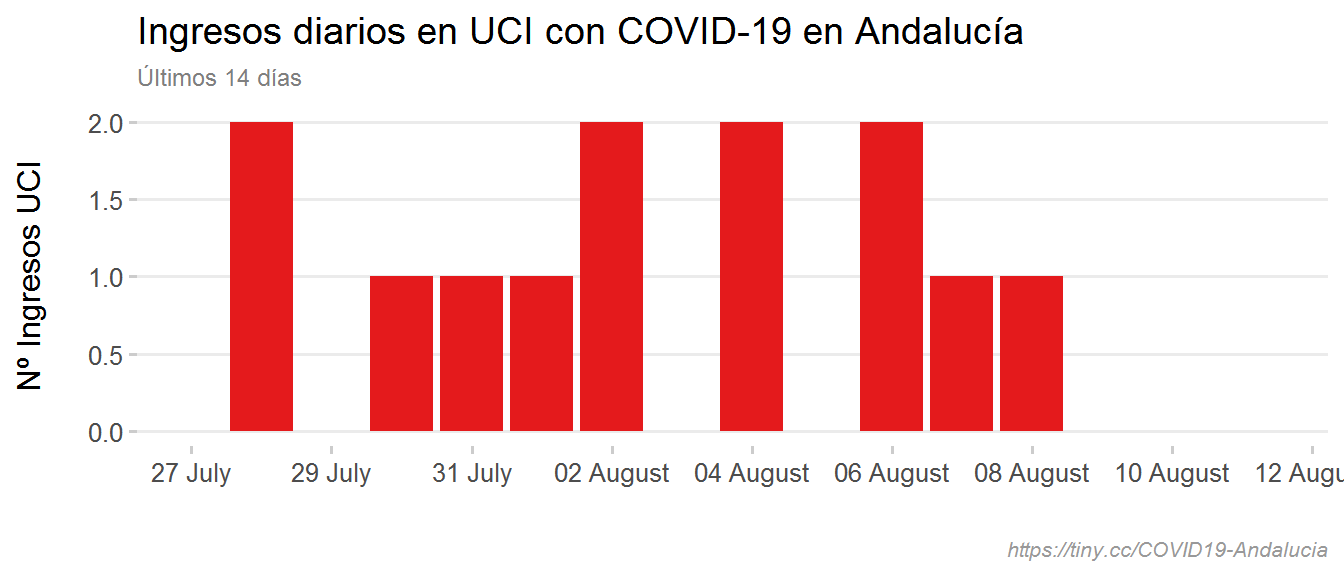 Ingresos diarios en UCI con COVID-19 en Andalucía
Últimos 14 días
Nº Ingresos UCI
2.0
1.5
1.0
0.5
0.0
27 July 29 July 31 July 02 August 04 August 06 August 08 August 10 August 12 Augu
https://tiny.cc/COVID19-Andalucia